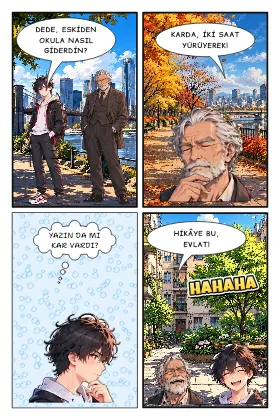 DEDE, ESKİDEN
OKULA NASIL
GİDERDİN?
KARDA, İKİ SAAT
YÜRÜYEREK!
YAZIN DA MI
KAR VARDI?
HİKÂYE BU,
EVLAT!
HAHAHA